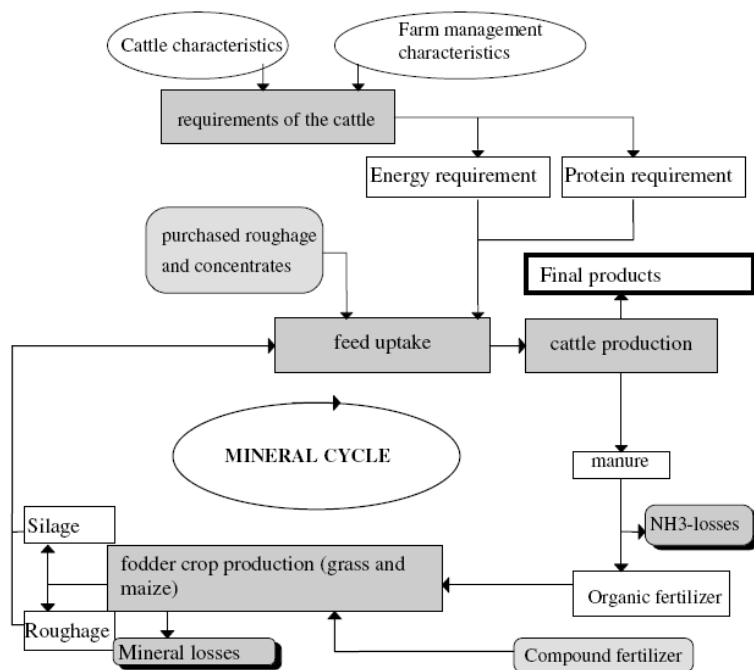 Cattle characteristics
Farm management
characteristics
requirements of the cattle
Energy requirement
Protein requirement
purchased roughage
and concentrates
Final products
feed uptake
cattle production
MINERAL CYCLE
manure
Silage
NH3-losses
fodder crop production (grass and
maize)
Organic fertilizer
Roughage
Mineral losses
Compound fertilizer